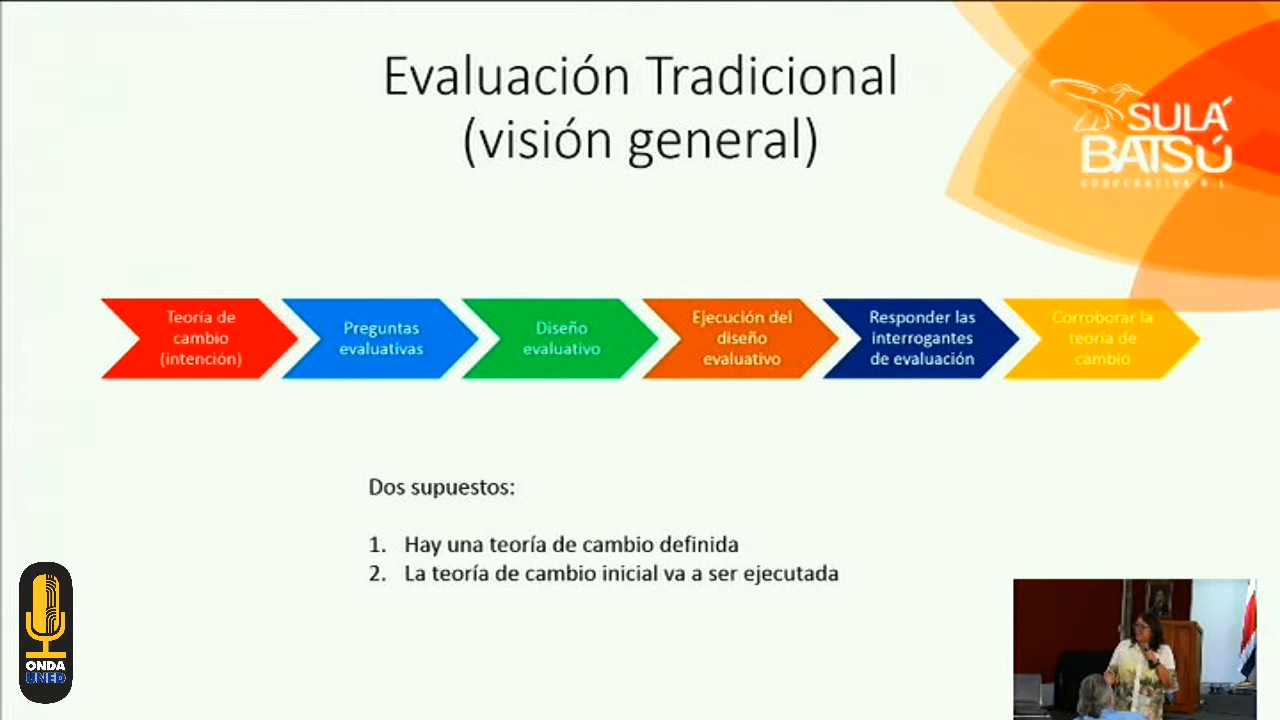 Evaluación Tradicional
(visión general)
SULÁ
BATSÚ
COOPERATIVA R.L.
Teoría de
cambio
(intención)
Preguntas
evaluativas
Diseño
evaluativo
Ejecución del
diseño
evaluativo
Responder las
interrogantes
de evaluación
Corroborar la
teoría de
cambio
Dos supuestos:
1. Hay una teoría de cambio definida
2. La teoría de cambio inicial va a ser ejecutada
ONDA
UNED